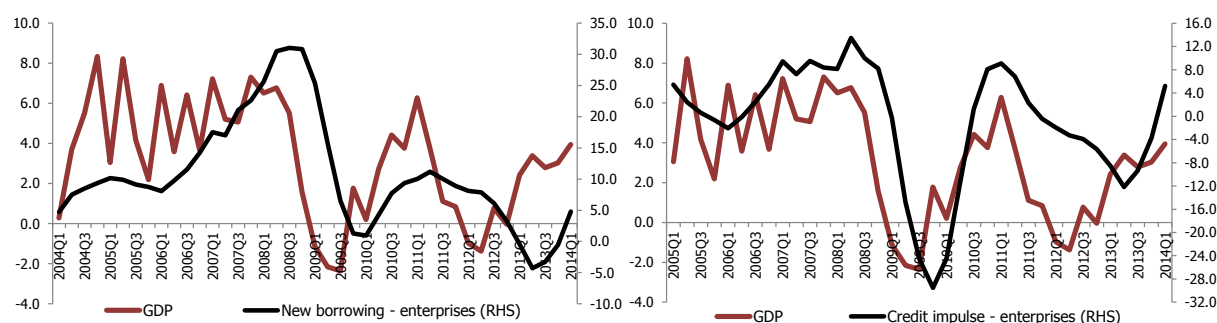 10.0
8.0
6.0
4.0
2.0
0.0
-2.0
-4.0
2004Q1
2004Q3
2005Q1
2005Q3
2006Q1
2006Q3
2007Q1
2007Q3
2008Q1
2008Q3
2009Q1
2009Q3
2010Q1
2010Q3
2011Q1
2011Q3
2012Q1
2012Q3
2013Q1
2013Q3
2014Q1
35.0
30.0
25.0
20.0
15.0
10.0
5.0
0.0
-5.0
-10.0
GDP
New borrowing - enterprises (RHS)
10.0
8.0
6.0
4.0
2.0
0.0
-2.0
-4.0
2005Q1
2005Q3
2006Q1
2006Q3
2007Q1
2007Q3
2008Q1
2008Q3
2009Q1
2009Q3
2010Q1
2010Q3
2011Q1
2011Q3
2012Q1
2012Q3
2013Q1
2013Q3
2014Q1
16.0
12.0
8.0
4.0
0.0
-4.0
-8.0
-12.0
-16.0
-20.0
-24.0
-28.0
-32.0
GDP
Credit impulse - enterprises (RHS)